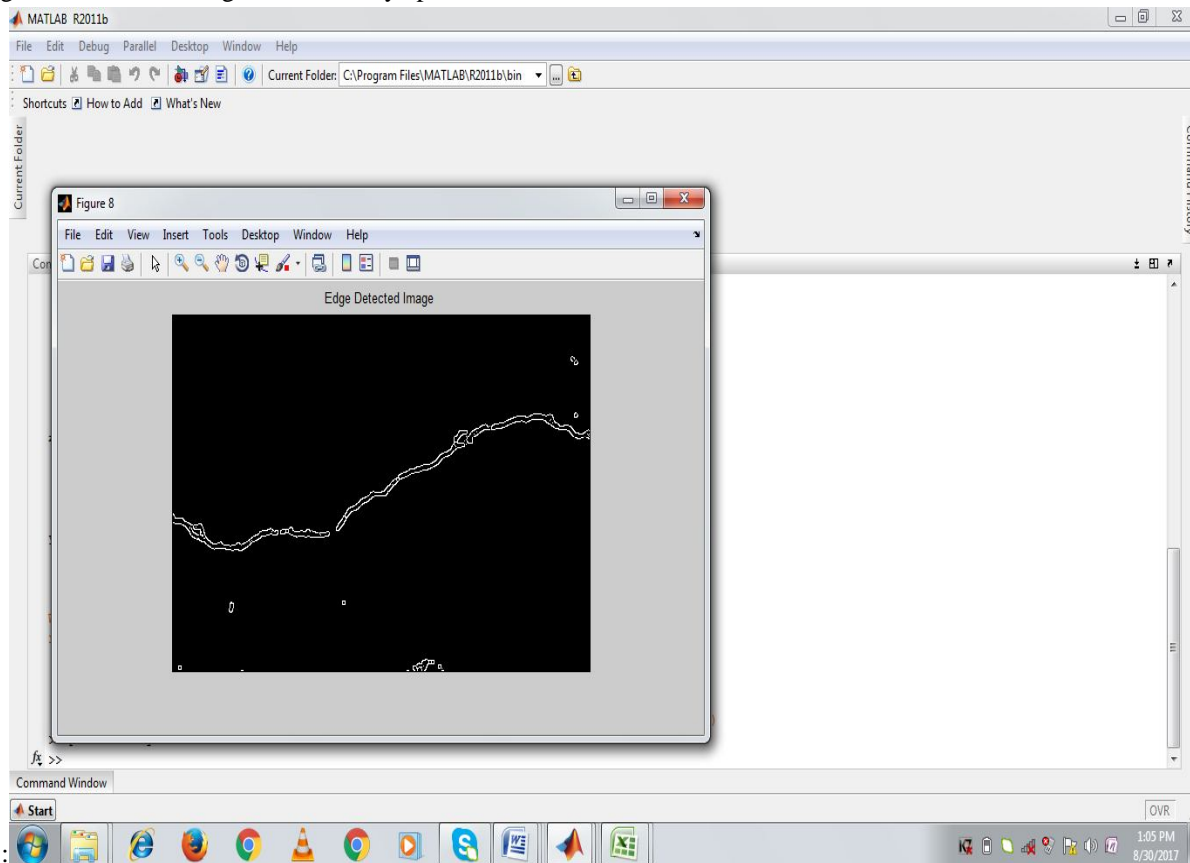 MATLAB R2011b
File Edit Debug Parallel Desktop Window Help
Current Folder: C:\Program Files\MATLAB\R2011b\bin
Shortcuts How to Add What's New
Current Folder
Figure 8
File Edit View Insert Tools Desktop Window Help
Edge Detected Image
fx >>
Command Window
Start
OVR
1:05 PM
8/30/2017